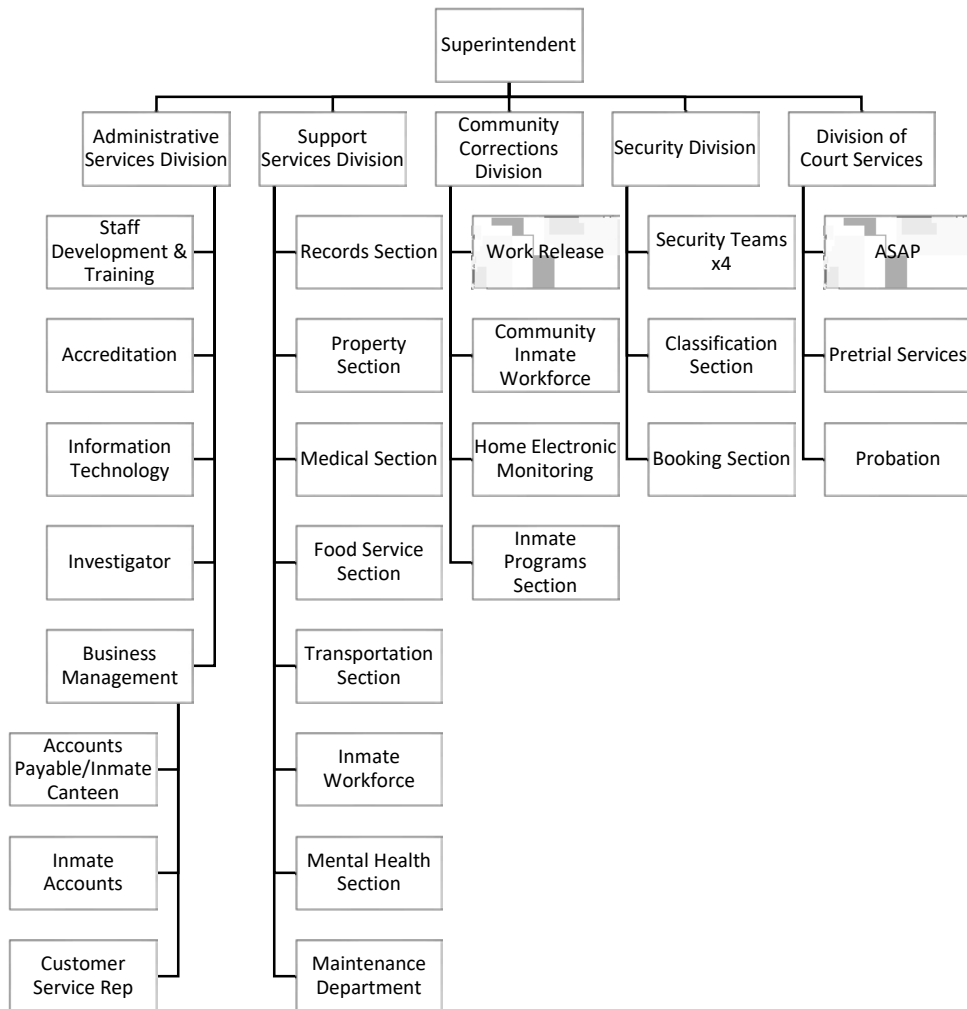 Superintendent
Administrative
Services Division
Support
Services Division
Community
Corrections
Division
Security Division
Division of
Court Services
Staff
Development &
Training
Records Section
Work Release
Security Teams
x4
ASAP
Accreditation
Property
Section
Community
Inmate
Workforce
Classification
Section
Pretrial Services
Information
Technology
Medical Section
Home Electronic
Monitoring
Booking Section
Probation
Investigator
Food Service
Section
Inmate
Programs
Section
Business
Management
Transportation
Section
Accounts
Payable/Inmate
Canteen
Inmate
Workforce
Inmate
Accounts
Mental Health
Section
Customer
Service Rep
Maintenance
Department